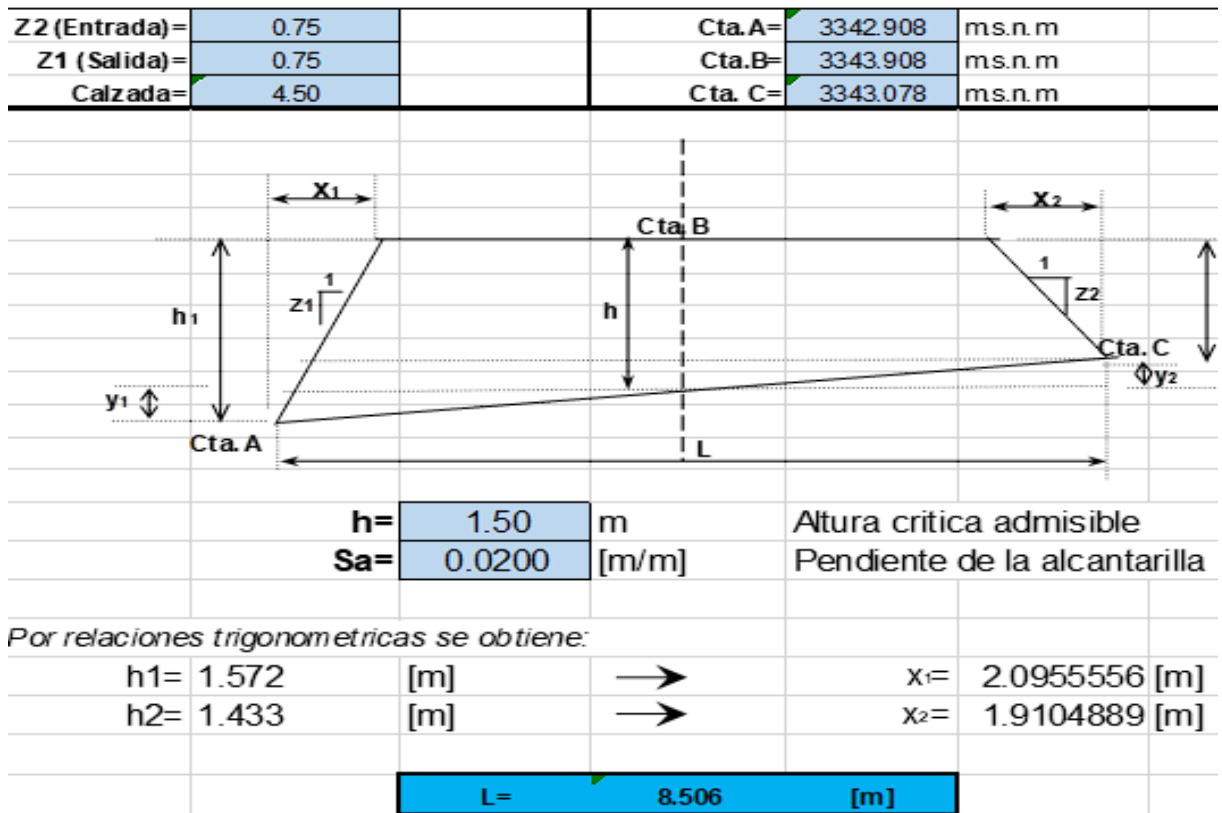 Z2 (Entrada)= 0.75 Cta. A= 3342.908 m.s.n. m
Z1 (Salida)= 0.75 Cta.B= 3343.908 m.s.n. m
Calzada= 4.50 Cta. C= 3343.078 m.s.n. m
X1 X2
Cta. B
1 1
Z1 Z2
h1 h
Cta. C
y1 y2
Cta. A
L
h= 1.50 m Altura critica admisible
Sa= 0.0200 [m/m] Pendiente de la alcantarilla
Por relaciones trigonometricas se obtiene:
h1= 1.572 [m] → X1= 2.0955556 [m]
h2= 1.433 [m] → X2= 1.9104889 [m]
L= 8.506 [m]